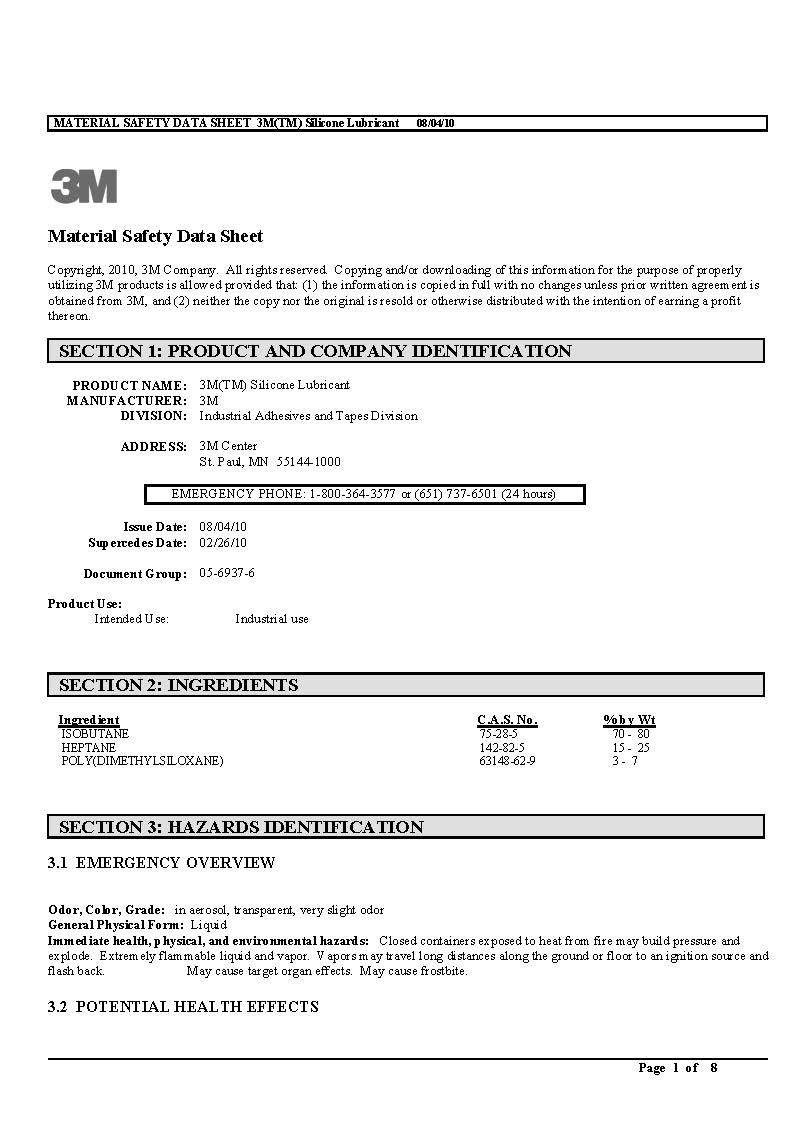 MATERIAL SAFETY DATA SHEET 3M(TM) Silicone Lubricant 08/04/10
3M
Material Safety Data Sheet
Copyright, 2010, 3M Company. All rights reserved. Copying and/or downloading of this information for the purpose of properly
utilizing 3M products is allowed provided that: (1) the information is copied in full with no changes unless prior written agreement is
obtained from 3M, and (2) neither the copy nor the original is resold or otherwise distributed with the intention of earning a profit
thereon.
SECTION 1: PRODUCT AND COMPANY IDENTIFICATION
PRODUCT NAME: 3M(TM) Silicone Lubricant
MANUFACTURER: 3M
DIVISION: Industrial Adhesives and Tapes Division
ADDRESS: 3M Center
St. Paul, MN 55144-1000
EMERGENCY PHONE: 1-800-364-3577 or (651) 737-6501 (24 hours)
Issue Date: 08/04/10
Supercedes Date: 02/26/10
Document Group: 05-6937-6
Product Use:
Intended Use: Industrial use
SECTION 2: INGREDIENTS
Ingredient C.A.S. No. % by Wt
ISOBUTANE 75-28-5 70 - 80
HEPTANE 142-82-5 15 - 25
POLY(DIMETHYLSILOXANE) 63148-62-9 3 - 7
SECTION 3: HAZARDS IDENTIFICATION
3.1 EMERGENCY OVERVIEW
Odor, Color, Grade: in aerosol, transparent, very slight odor
General Physical Form: Liquid
Immediate health, physical, and environmental hazards: Closed containers exposed to heat from fire may build pressure and
explode. Extremely flammable liquid and vapor. Vapors may travel long distances along the ground or floor to an ignition source and
flash back. May cause target organ effects. May cause frostbite.
3.2 POTENTIAL HEALTH EFFECTS
Page 1 of 8